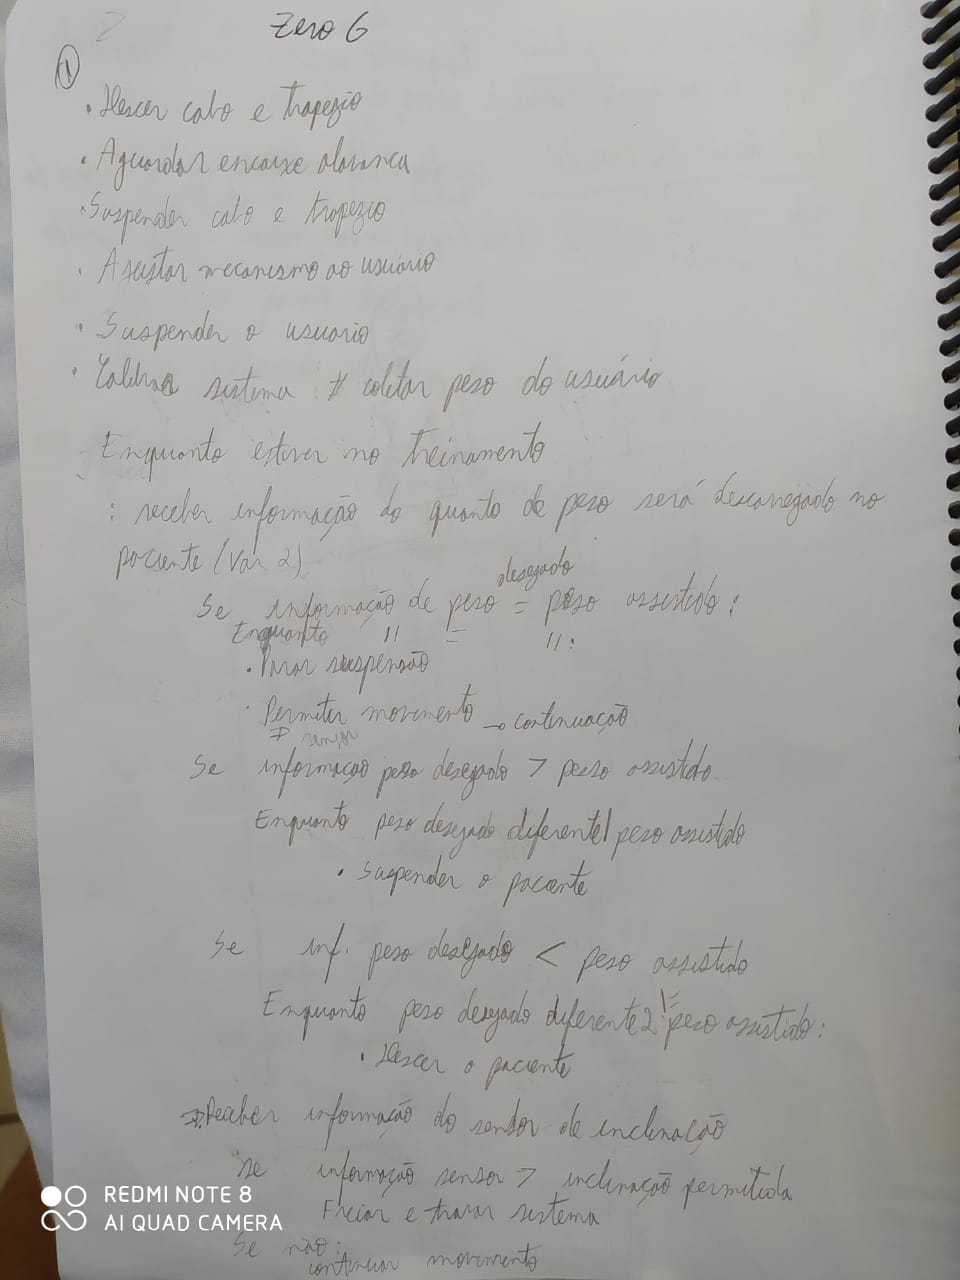 Zero G
1
• Descer cabo e trapezio
• Aguardar encaixe alavanca
• Suspender cabo e trapezio
• Ajustar mecanismo ao usuário
• Suspender o usuario
• sistema # coletar peso do usuário
Enquanto estiver no treinamento
: receber informação do quanto de peso será descarregado no
paciente (Var 2)
desejado
Se informação de peso = peso assistido :
Enquanto " = " :
• Parar suspensão
• Permitir movimento → continuação
# sensor
Se informação peso desejado > peso assistido
Enquanto peso desejado diferente peso assistido
• Suspender o paciente
Se inf. peso desejado < peso assistido
!=
Enquanto peso desejado diferente peso assistido :
• Descer o paciente
Receber informação do sensor de inclinação
se informação sensor > inclinação permitida
Freiar e travar sistema
Se não :
continuar movimento
REDMI NOTE 8
AI QUAD CAMERA